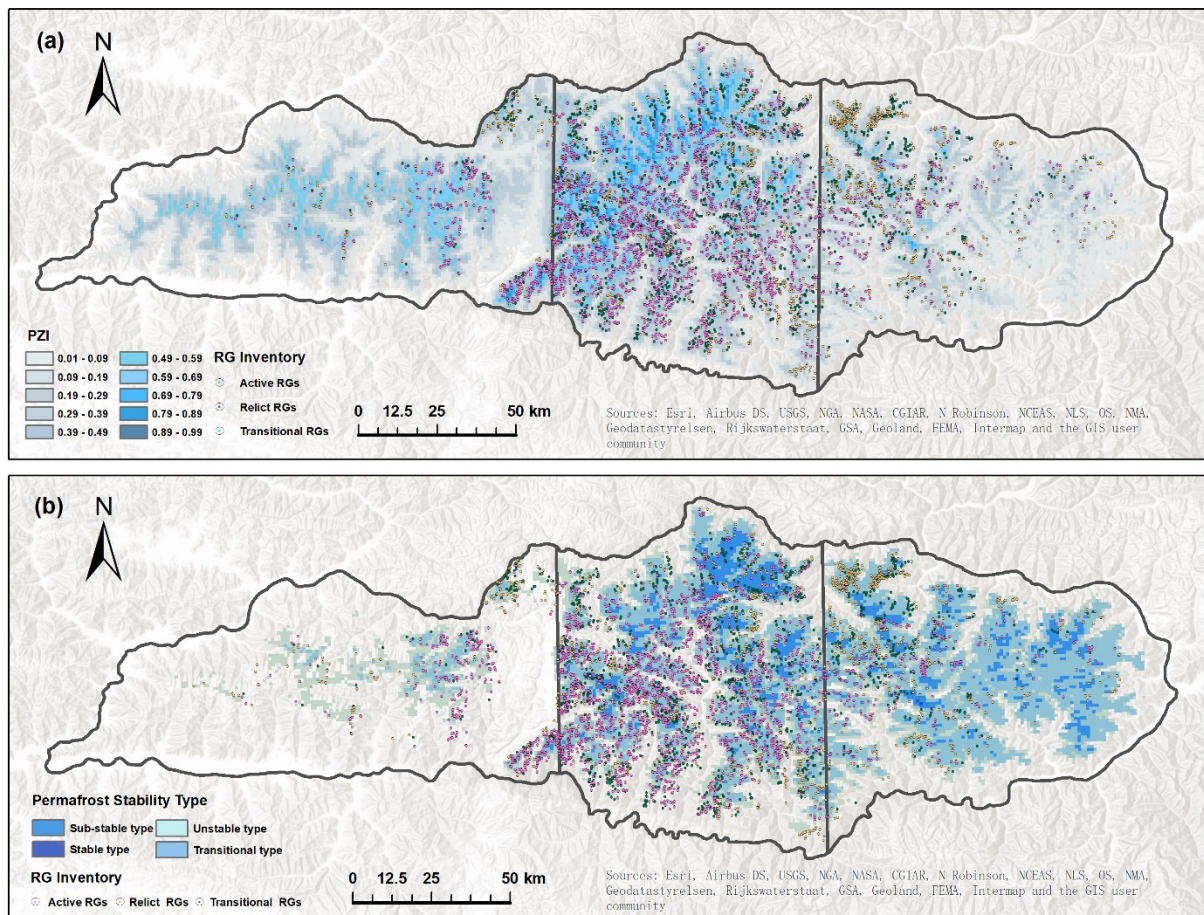 (a)
N
PZI
0.01 - 0.09
0.49 - 0.59
RG Inventory
0.09 - 0.19
0.59 - 0.69
Active RGs
0.19 - 0.29
0.69 - 0.79
Relict RGs
0.29 - 0.39
0.79 - 0.89
Transitional RGs
0.39 - 0.49
0.89 - 0.99
0 12.5 25 50 km
Sources: Esri, Airbus DS, USGS, NGA, NASA, CGIAR, N Robinson, NCEAS, NLS, OS, NMA,
Geodatastyrelsen, Rijkswaterstaat, GSA, Geoland, FEMA, Intermap and the GIS user
community
(b)
N
Permafrost Stability Type
Sub-stable type
Unstable type
Stable type
Transitional type
RG Inventory
Active RGs Relict RGs Transitional RGs
0 12.5 25 50 km
Sources: Esri, Airbus DS, USGS, NGA, NASA, CGIAR, N Robinson, NCEAS, NLS, OS, NMA,
Geodatastyrelsen, Rijkswaterstaat, GSA, Geoland, FEMA, Intermap and the GIS user
community